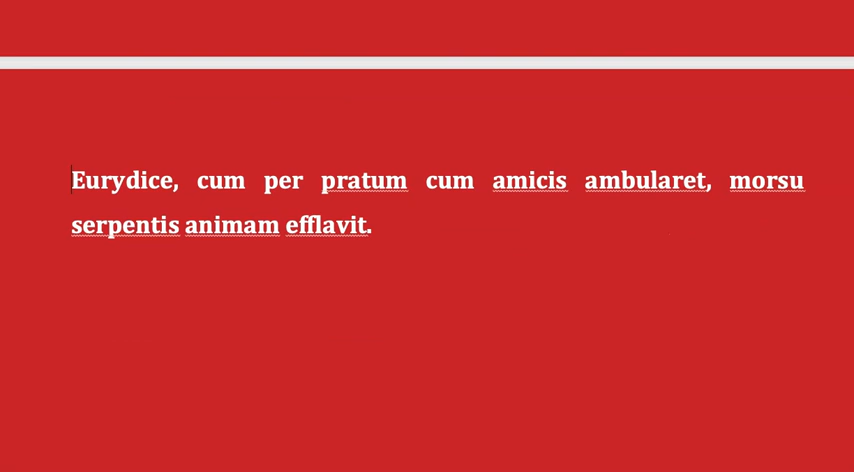 Eurydice, cum per pratum cum amicis ambularet, morsu
serpentis animam efflavit.